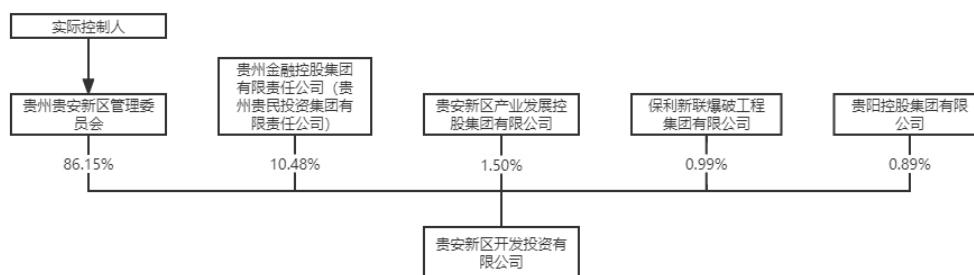 实际控制人
贵州贵安新区管理委
员会
贵州金融控股集团
有限责任公司（贵
州贵民投资集团有
限责任公司）
贵安新区产业发展控
股集团有限公司
保利新联爆破工程
集团有限公司
贵阳控股集团有限
公司
86.15%
10.48%
1.50%
0.99%
0.89%
贵安新区开发投资有
限公司